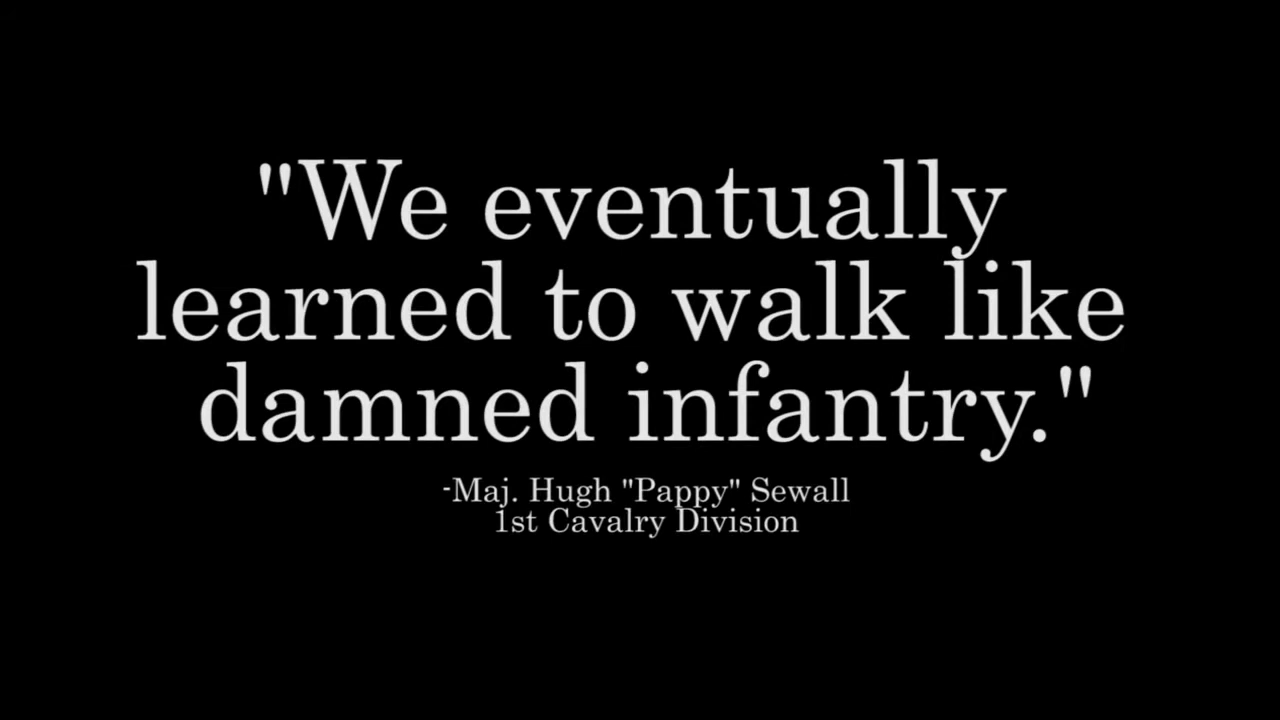 "We eventually
learned to walk like
damned infantry."
-Maj. Hugh "Pappy" Sewall
1st Cavalry Division